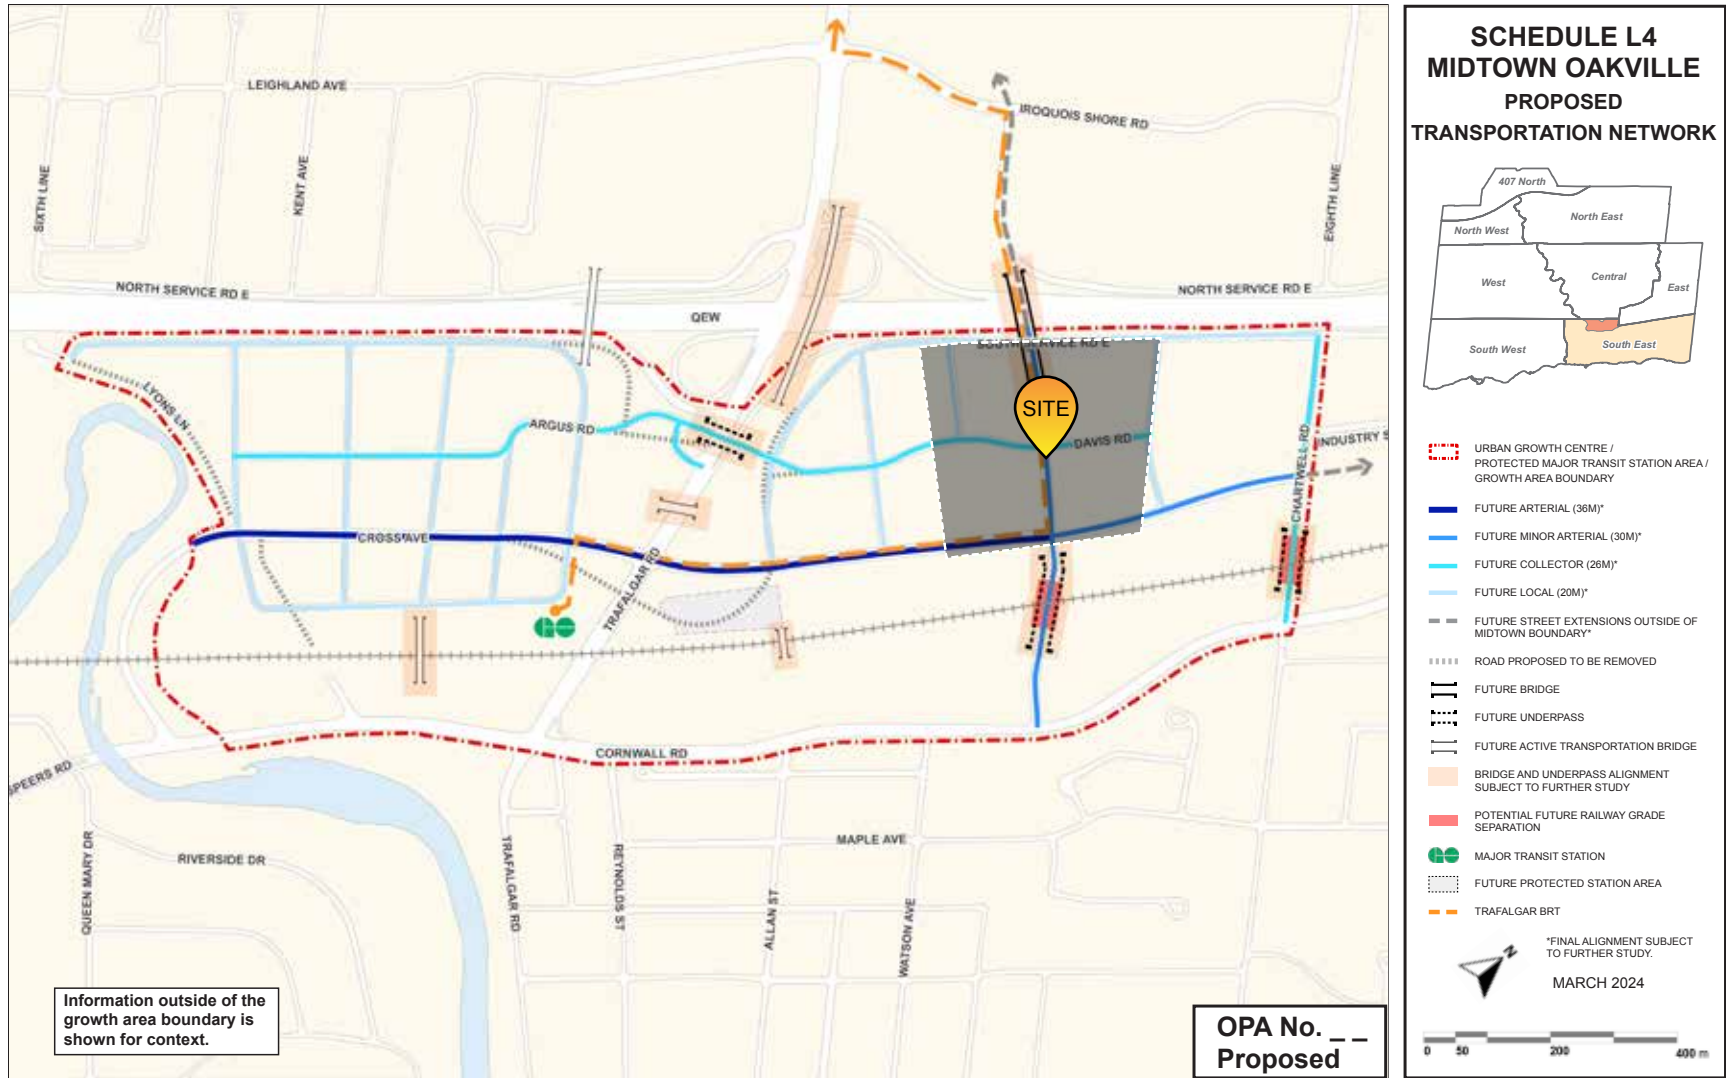 LEIGHLAND AVE
IROQUOIS SHORE RD
SIXTH LINE
KENT AVE
EIGHTH LINE
NORTH SERVICE RD E
NORTH SERVICE RD E
QEW
SOUTH SERVICE RD E
SITE
LYONS LN
ARGUS RD
DAVIS RD
INDUSTRY S
CHARTWELL RD
CROSS AVE
TRAFALGAR RD
CORNWALL RD
SPEERS RD
MAPLE AVE
RIVERSIDE DR
QUEEN MARY DR
TRAFALGAR RD
REYNOLDS ST
ALLAN ST
WATSON AVE
Information outside of the
growth area boundary is
shown for context.
OPA No. _ _
Proposed
SCHEDULE L4
MIDTOWN OAKVILLE
PROPOSED
TRANSPORTATION NETWORK
407 North
North East
North West
West
Central
East
South West
South East
URBAN GROWTH CENTRE /
PROTECTED MAJOR TRANSIT STATION AREA /
GROWTH AREA BOUNDARY
FUTURE ARTERIAL (36M)*
FUTURE MINOR ARTERIAL (30M)*
FUTURE COLLECTOR (26M)*
FUTURE LOCAL (20M)*
FUTURE STREET EXTENSIONS OUTSIDE OF
MIDTOWN BOUNDARY*
ROAD PROPOSED TO BE REMOVED
FUTURE BRIDGE
FUTURE UNDERPASS
FUTURE ACTIVE TRANSPORTATION BRIDGE
BRIDGE AND UNDERPASS ALIGNMENT
SUBJECT TO FURTHER STUDY
POTENTIAL FUTURE RAILWAY GRADE
SEPARATION
MAJOR TRANSIT STATION
FUTURE PROTECTED STATION AREA
TRAFALGAR BRT
N
*FINAL ALIGNMENT SUBJECT
TO FURTHER STUDY.
MARCH 2024
0 50 200 400 m